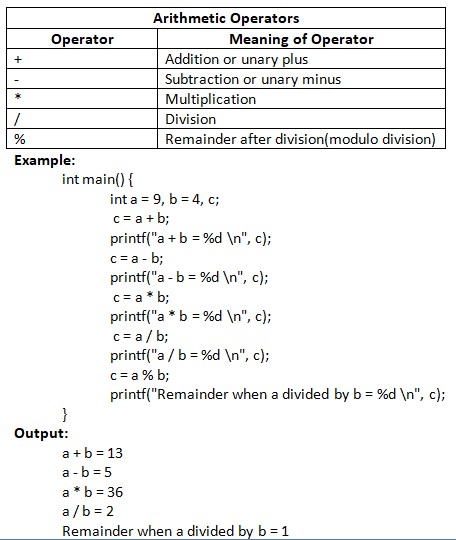 Arithmetic Operators
Operator Meaning of Operator
+ Addition or unary plus
- Subtraction or unary minus
* Multiplication
/ Division
% Remainder after division(modulo division)
Example:
int main() {
int a = 9, b = 4, c;
c = a + b;
printf("a + b = %d \n", c);
c = a - b;
printf("a - b = %d \n", c);
c = a * b;
printf("a * b = %d \n", c);
c = a / b;
printf("a / b = %d \n", c);
c = a % b;
printf("Remainder when a divided by b = %d \n", c);
}
Output:
a + b = 13
a - b = 5
a * b = 36
a / b = 2
Remainder when a divided by b = 1